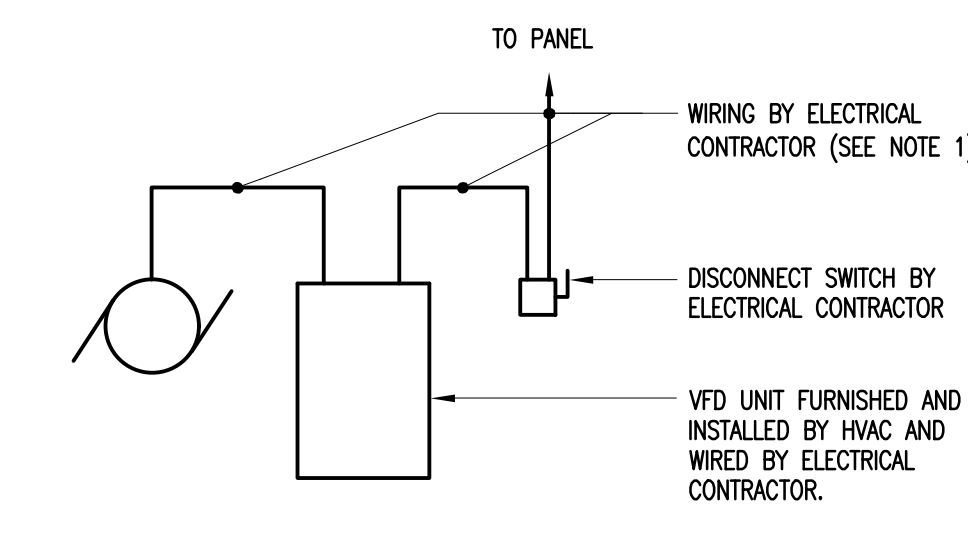 TO PANEL
WIRING BY ELECTRICAL
CONTRACTOR (SEE NOTE 1)
DISCONNECT SWITCH BY
ELECTRICAL CONTRACTOR
VFD UNIT FURNISHED AND
INSTALLED BY HVAC AND
WIRED BY ELECTRICAL
CONTRACTOR.